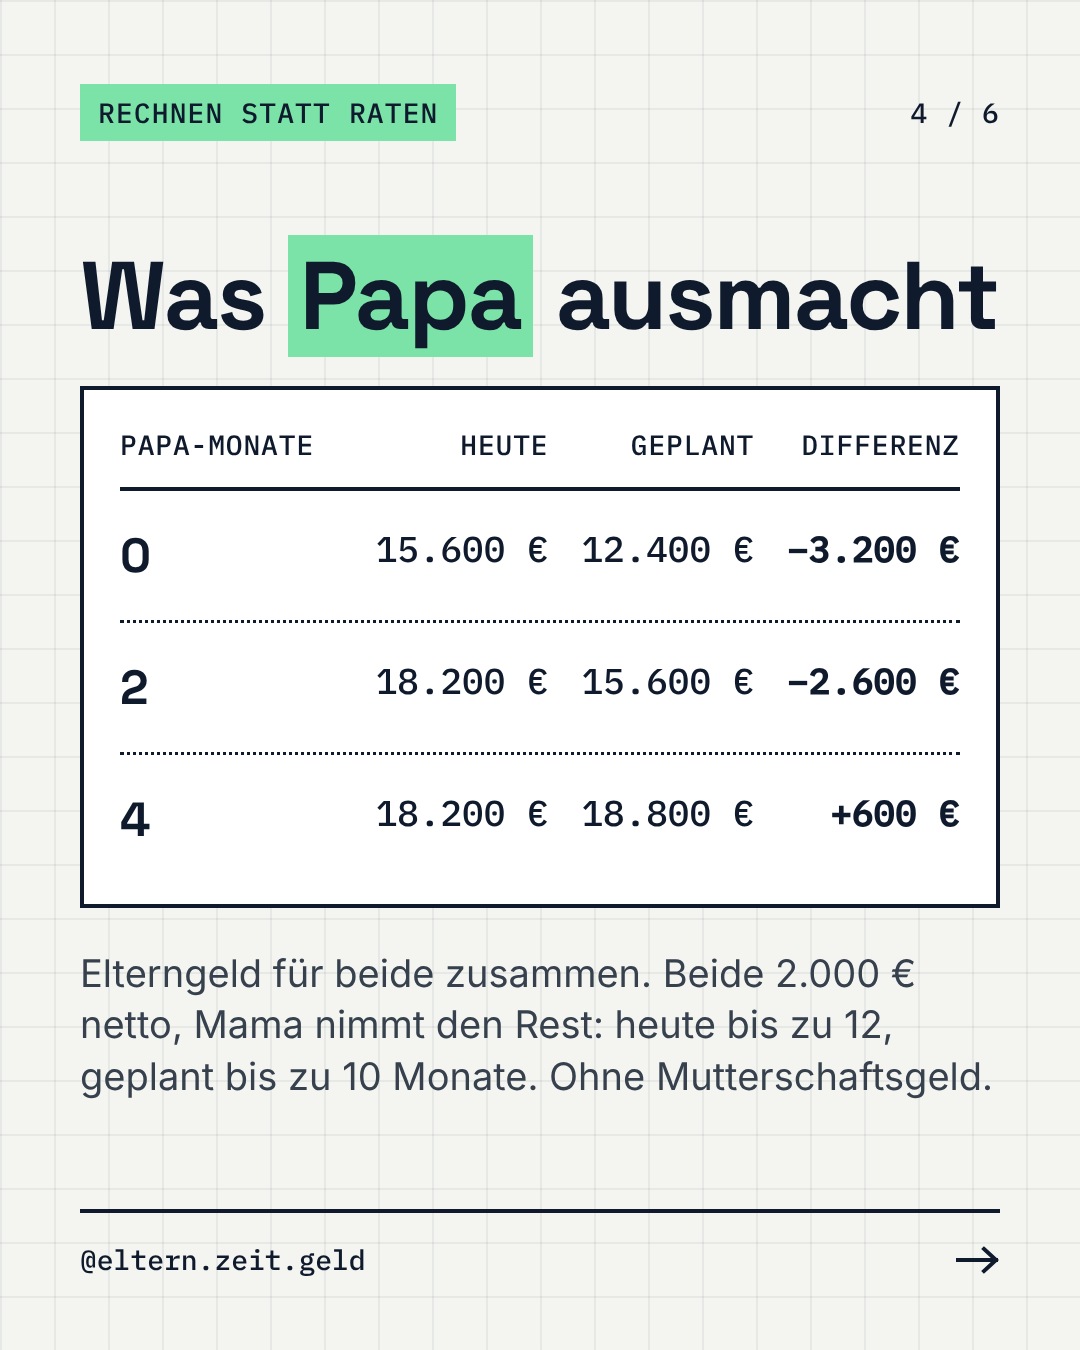 RECHNEN STATT RATEN
4 / 6
Was Papa ausmacht
PAPA-MONATE HEUTE GEPLANT DIFFERENZ
0 15.600 € 12.400 € −3.200 €
2 18.200 € 15.600 € −2.600 €
4 18.200 € 18.800 € +600 €
Elterngeld für beide zusammen. Beide 2.000 €
netto, Mama nimmt den Rest: heute bis zu 12,
geplant bis zu 10 Monate. Ohne Mutterschaftsgeld.
@eltern.zeit.geld →